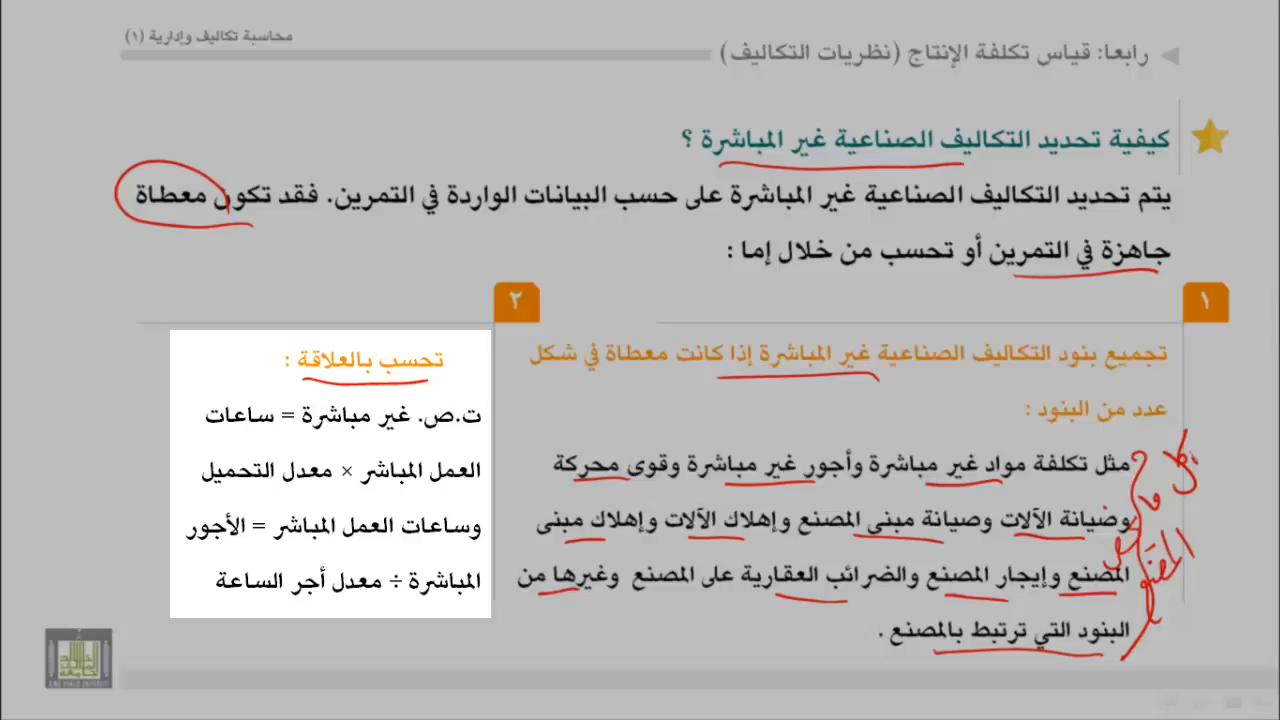 محاسبة تكاليف وإدارية (١)
رابعا: قياس تكلفة الإنتاج (نظريات التكاليف)
كيفية تحديد التكاليف الصناعية غير المباشرة ؟
يتم تحديد التكاليف الصناعية غير المباشرة على حسب البيانات الواردة في التمرين. فقد تكون معطاة
جاهزة في التمرين أو تحسب من خلال إما :
١
تجميع بنود التكاليف الصناعية غير المباشرة إذا كانت معطاة في شكل
عدد من البنود :
مثل تكلفة مواد غير مباشرة وأجور غير مباشرة وقوى محركة
وصيانة الآلات وصيانة مبنى المصنع وإهلاك الآلات وإهلاك مبنى
المصنع وإيجار المصنع والضرائب العقارية على المصنع وغيرها من
البنود التي ترتبط بالمصنع .
كل ما
يخص
المصنع
٢
تحسب بالعلاقة :
ت.ص. غير مباشرة = ساعات
العمل المباشر × معدل التحميل
وساعات العمل المباشر = الأجور
المباشرة ÷ معدل أجر الساعة